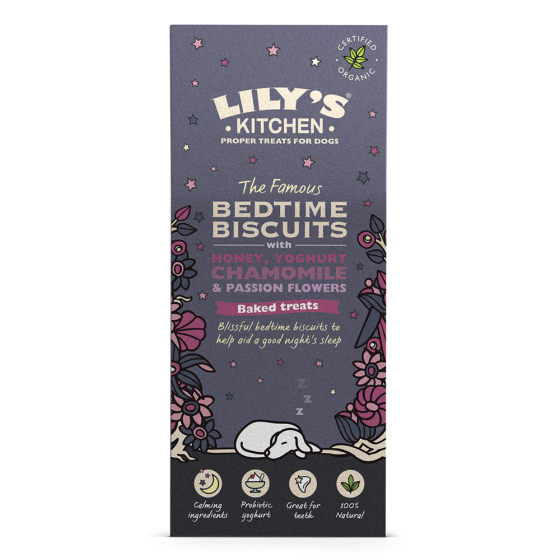 CERTIFIED
ORGANIC
LILY'S®
• KITCHEN •
PROPER TREATS FOR DOGS
The Famous
BEDTIME
BISCUITS
with
HONEY, YOGHURT
CHAMOMILE
& PASSION FLOWERS
Baked treats
Blissful bedtime biscuits to
help aid a good night's sleep
z
z
z
Calming
ingredients
Probiotic
yoghurt
Great for
teeth
100%
Natural